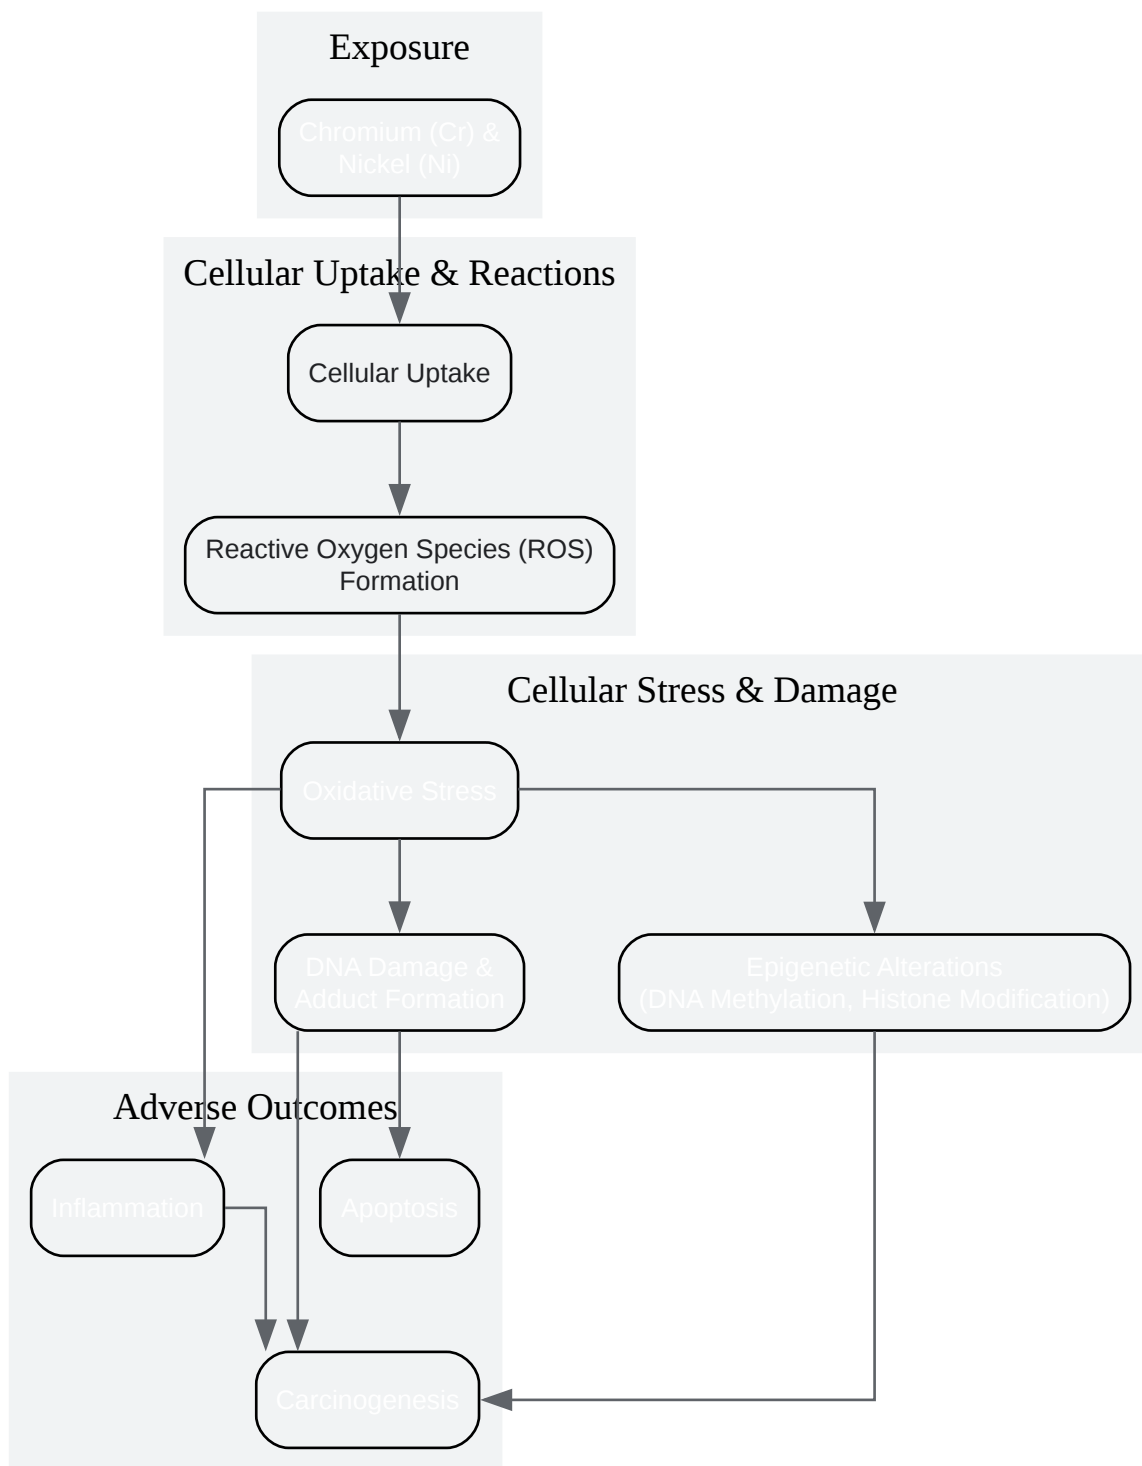 Exposure
Chromium (Cr) &
Nickel (Ni)
Cellular Uptake & Reactions
Cellular Uptake
Reactive Oxygen Species (ROS)
Formation
Cellular Stress & Damage
Oxidative Stress
DNA Damage &
Adduct Formation
Epigenetic Alterations
(DNA Methylation, Histone Modification)
Adverse Outcomes
Inflammation
Apoptosis
Carcinogenesis